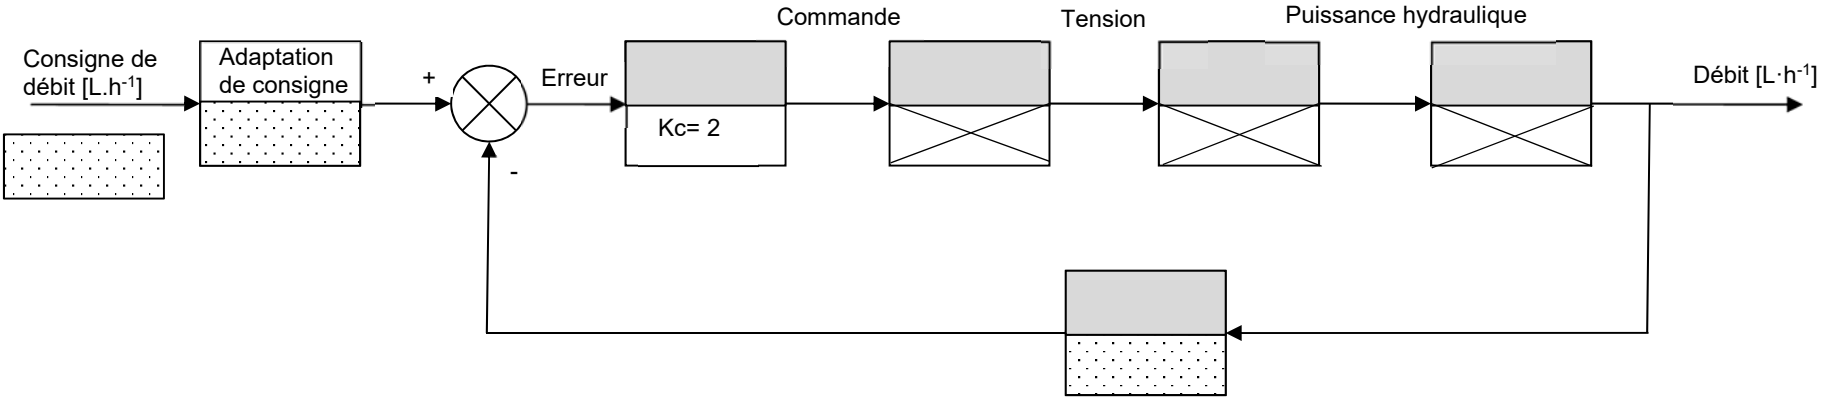 Commande
Tension
Puissance hydraulique
Consigne de
débit [L.h-1]
Adaptation
de consigne
+
Erreur
Kc= 2
Débit [L·h-1]
-